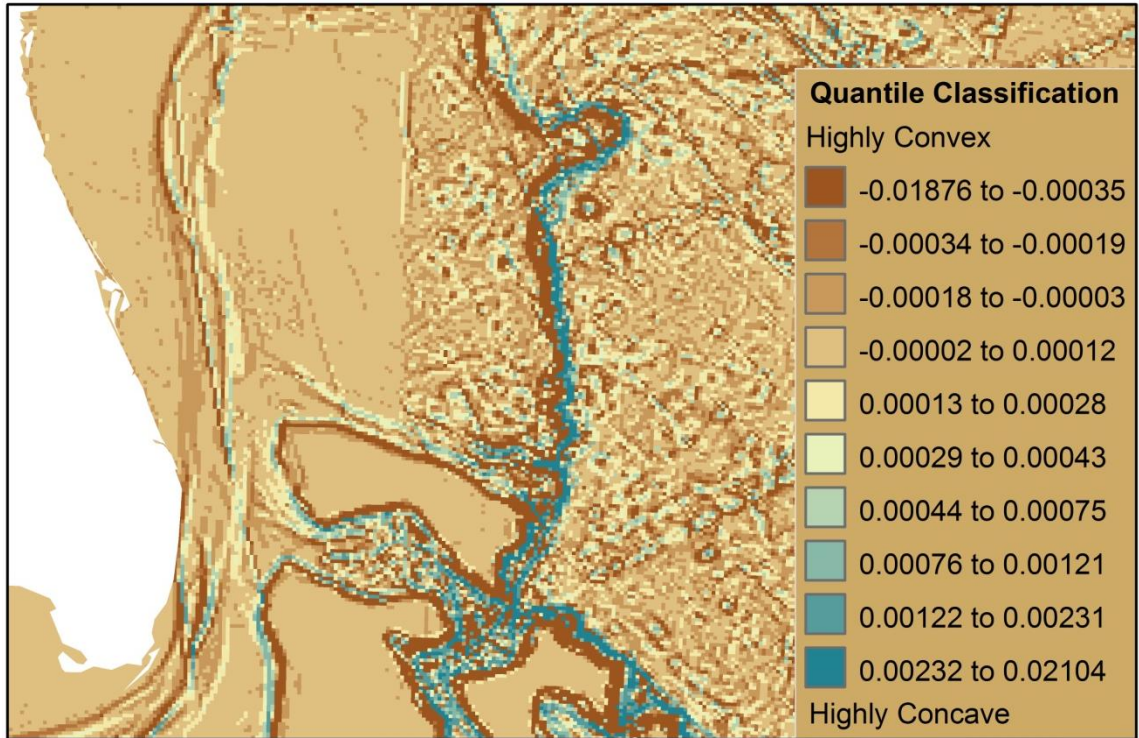 Quantile Classification
Highly Convex
-0.01876 to -0.00035
-0.00034 to -0.00019
-0.00018 to -0.00003
-0.00002 to 0.00012
0.00013 to 0.00028
0.00029 to 0.00043
0.00044 to 0.00075
0.00076 to 0.00121
0.00122 to 0.00231
0.00232 to 0.02104
Highly Concave